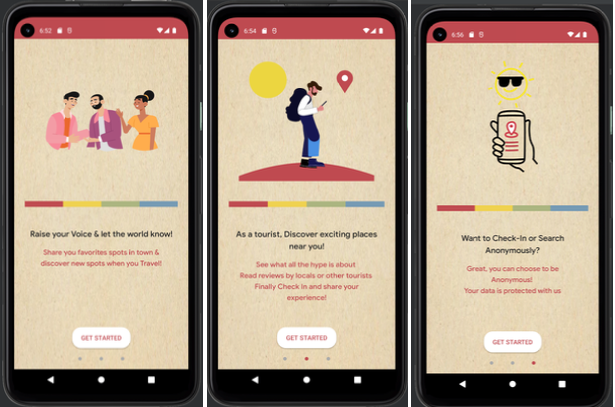 6:52
Raise your Voice & let the world know!
Share you favorites spots in town &
discover new spots when you Travel!
GET STARTED
6:54
As a tourist, Discover exciting places
near you!
See what all the hype is about
Read reviews by locals or other tourists
Finally Check In and share your
experience!
GET STARTED
6:56
Want to Check-In or Search
Anonymously?
Great, you can choose to be
Anonymous!
Your data is protected with us
GET STARTED